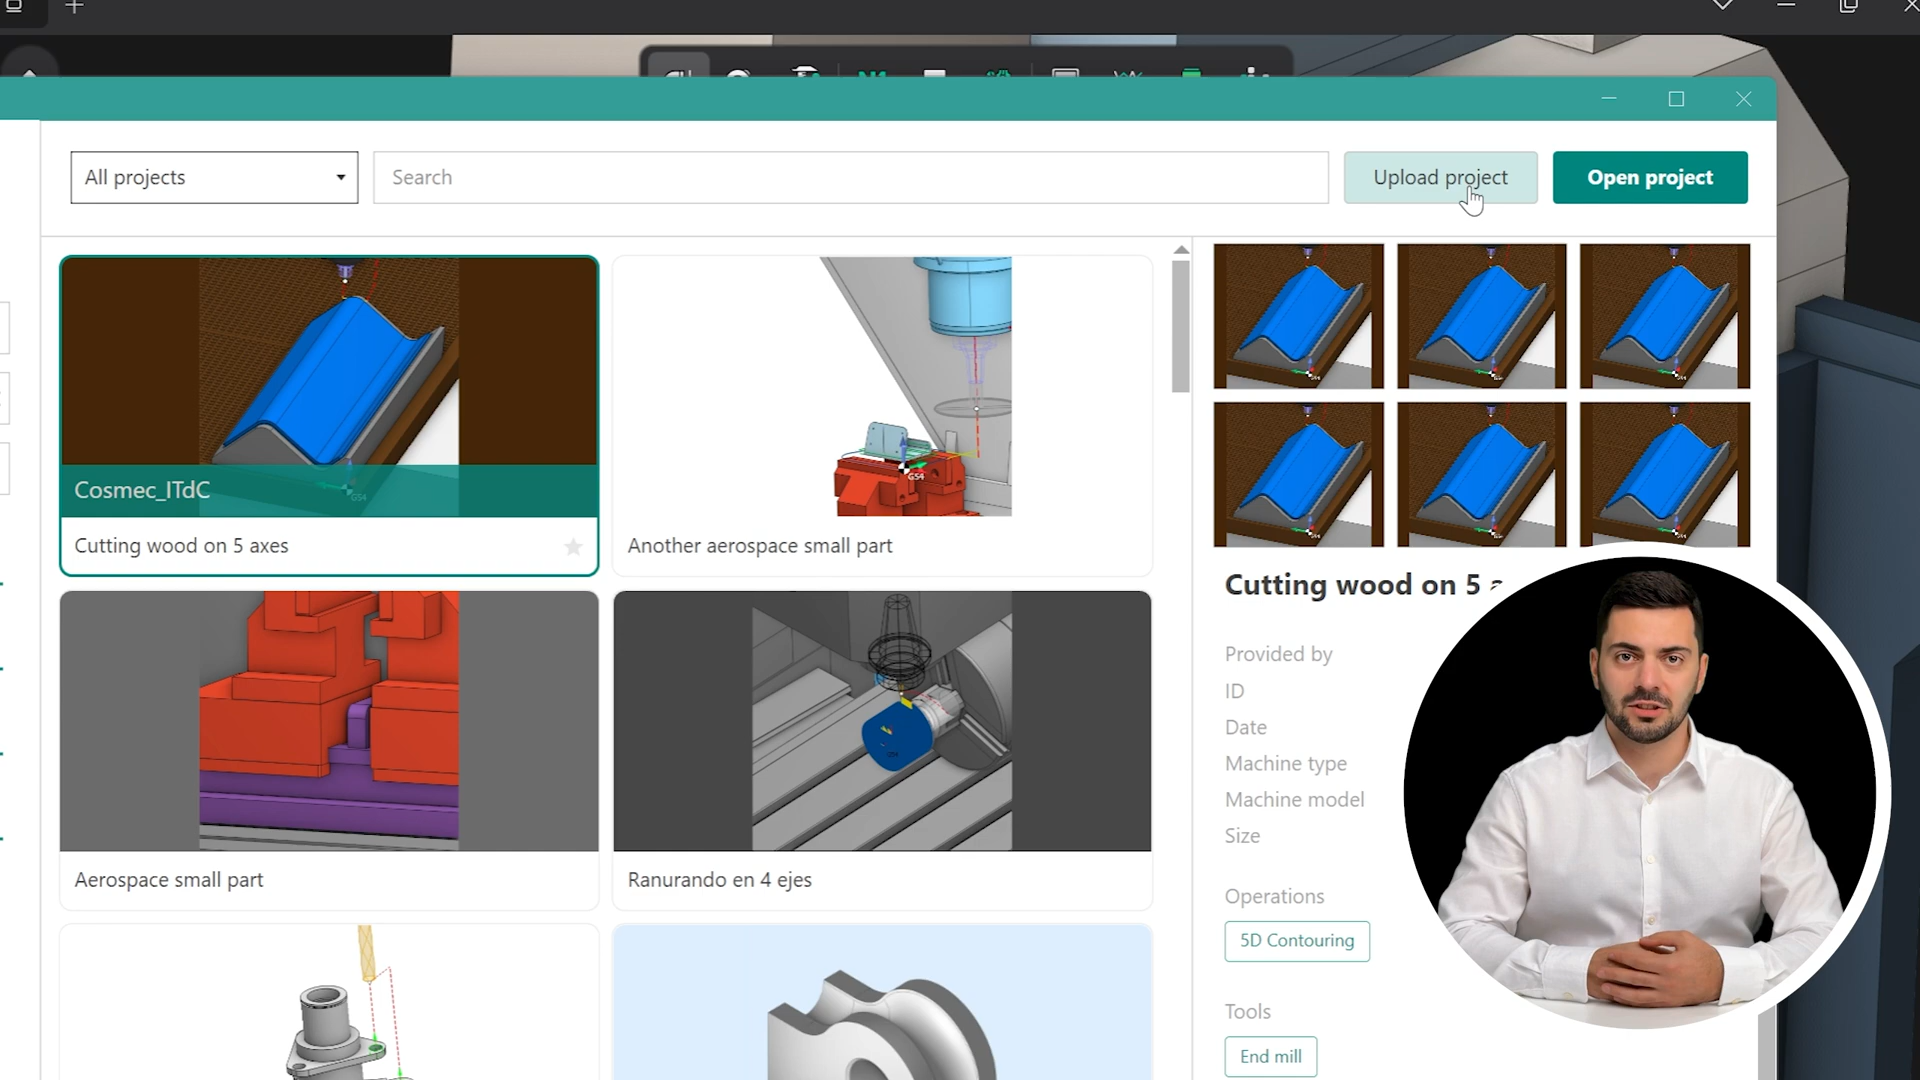 All projects
Search
Upload project
Open project
Cosmec_ITdC
Cutting wood on 5 axes
G54
Another aerospace small part
G54
Aerospace small part
Ranurando en 4 ejes
Cutting wood on 5
Provided by
ID
Date
Machine type
Machine model
Size
Operations
5D Contouring
Tools
End mill